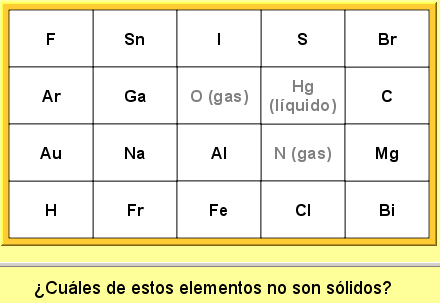 F Sn I S Br
Ar Ga O (gas) Hg (líquido) C
Au Na Al N (gas) Mg
H Fr Fe Cl Bi
¿Cuáles de estos elementos no son sólidos?